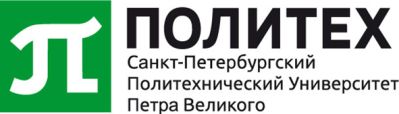 ПОЛИТЕХ
Санкт-Петербургский
Политехнический Университет
Петра Великого